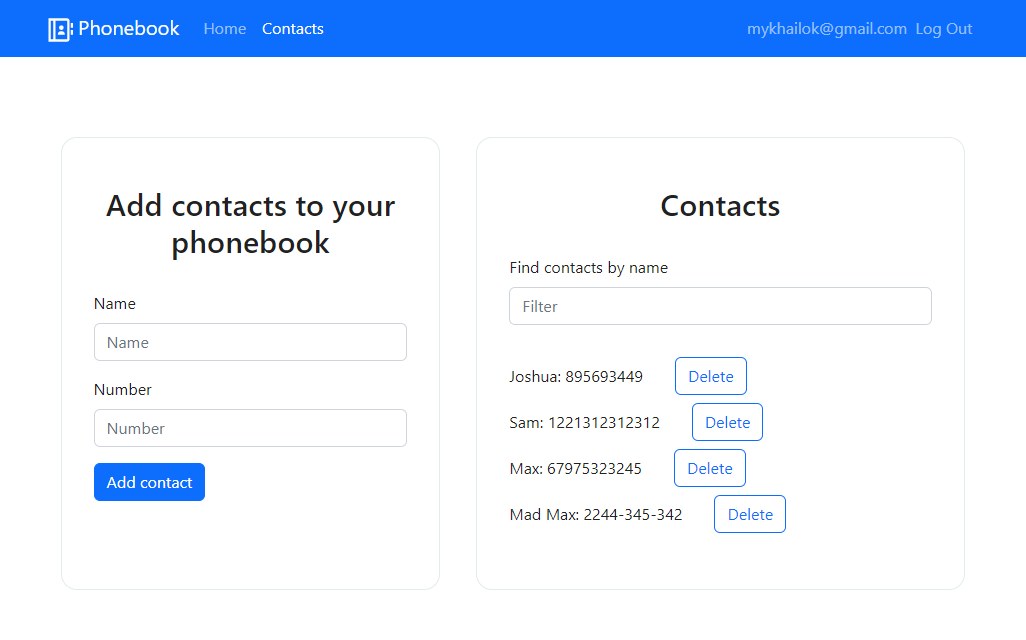 Phonebook Home Contacts mykhailok@gmail.com Log Out
Add contacts to your
phonebook
Name
Name
Number
Number
Add contact
Contacts
Find contacts by name
Filter
Joshua: 895693449 Delete
Sam: 1221312312312 Delete
Max: 67975323245 Delete
Mad Max: 2244-345-342 Delete